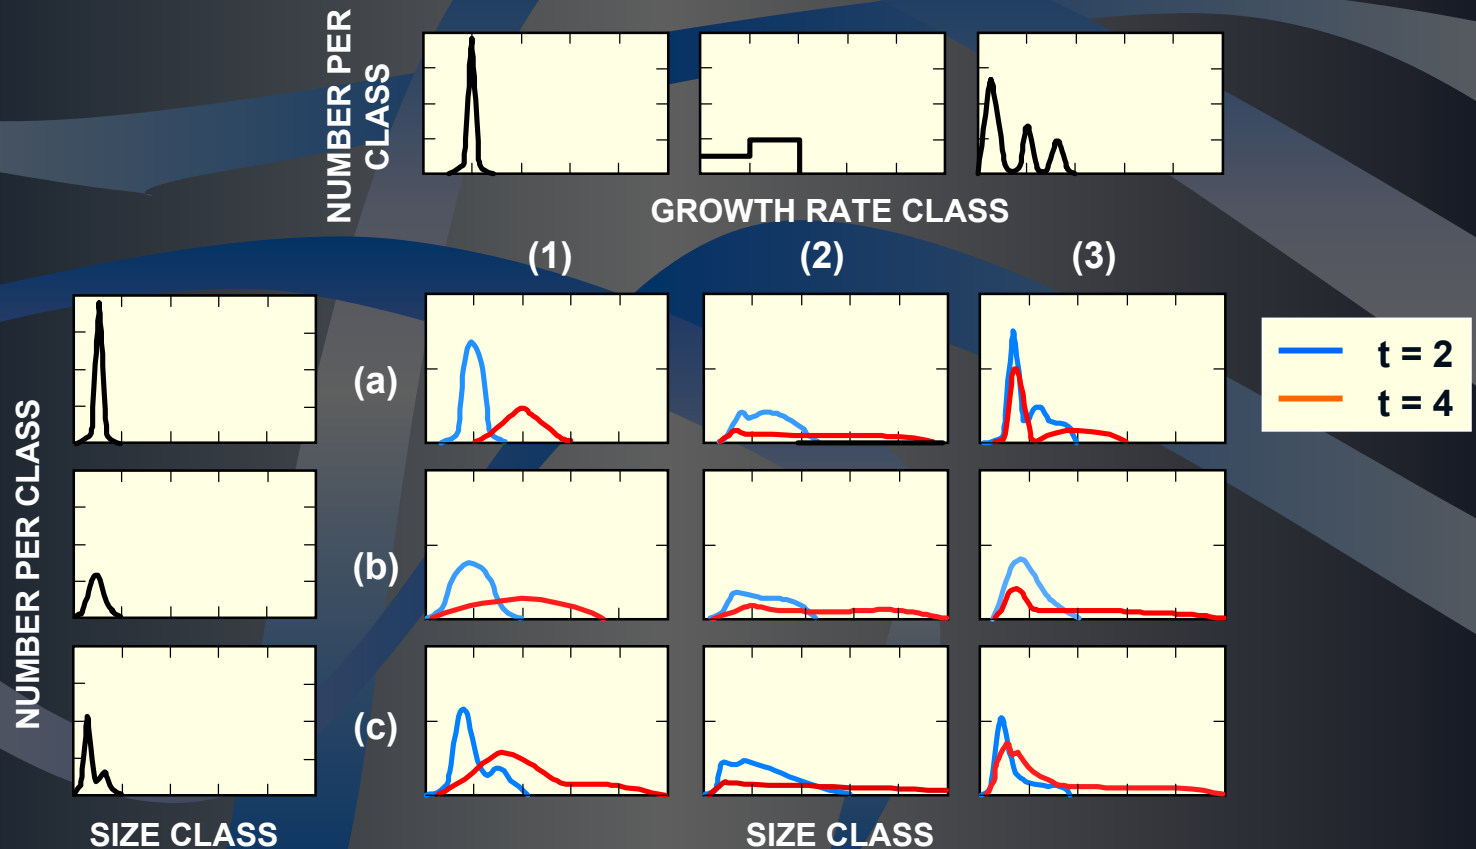 NUMBER PER
CLASS
GROWTH RATE CLASS
(1)
(2)
(3)
NUMBER PER CLASS
(a)
(b)
(c)
t = 2
t = 4
SIZE CLASS
SIZE CLASS